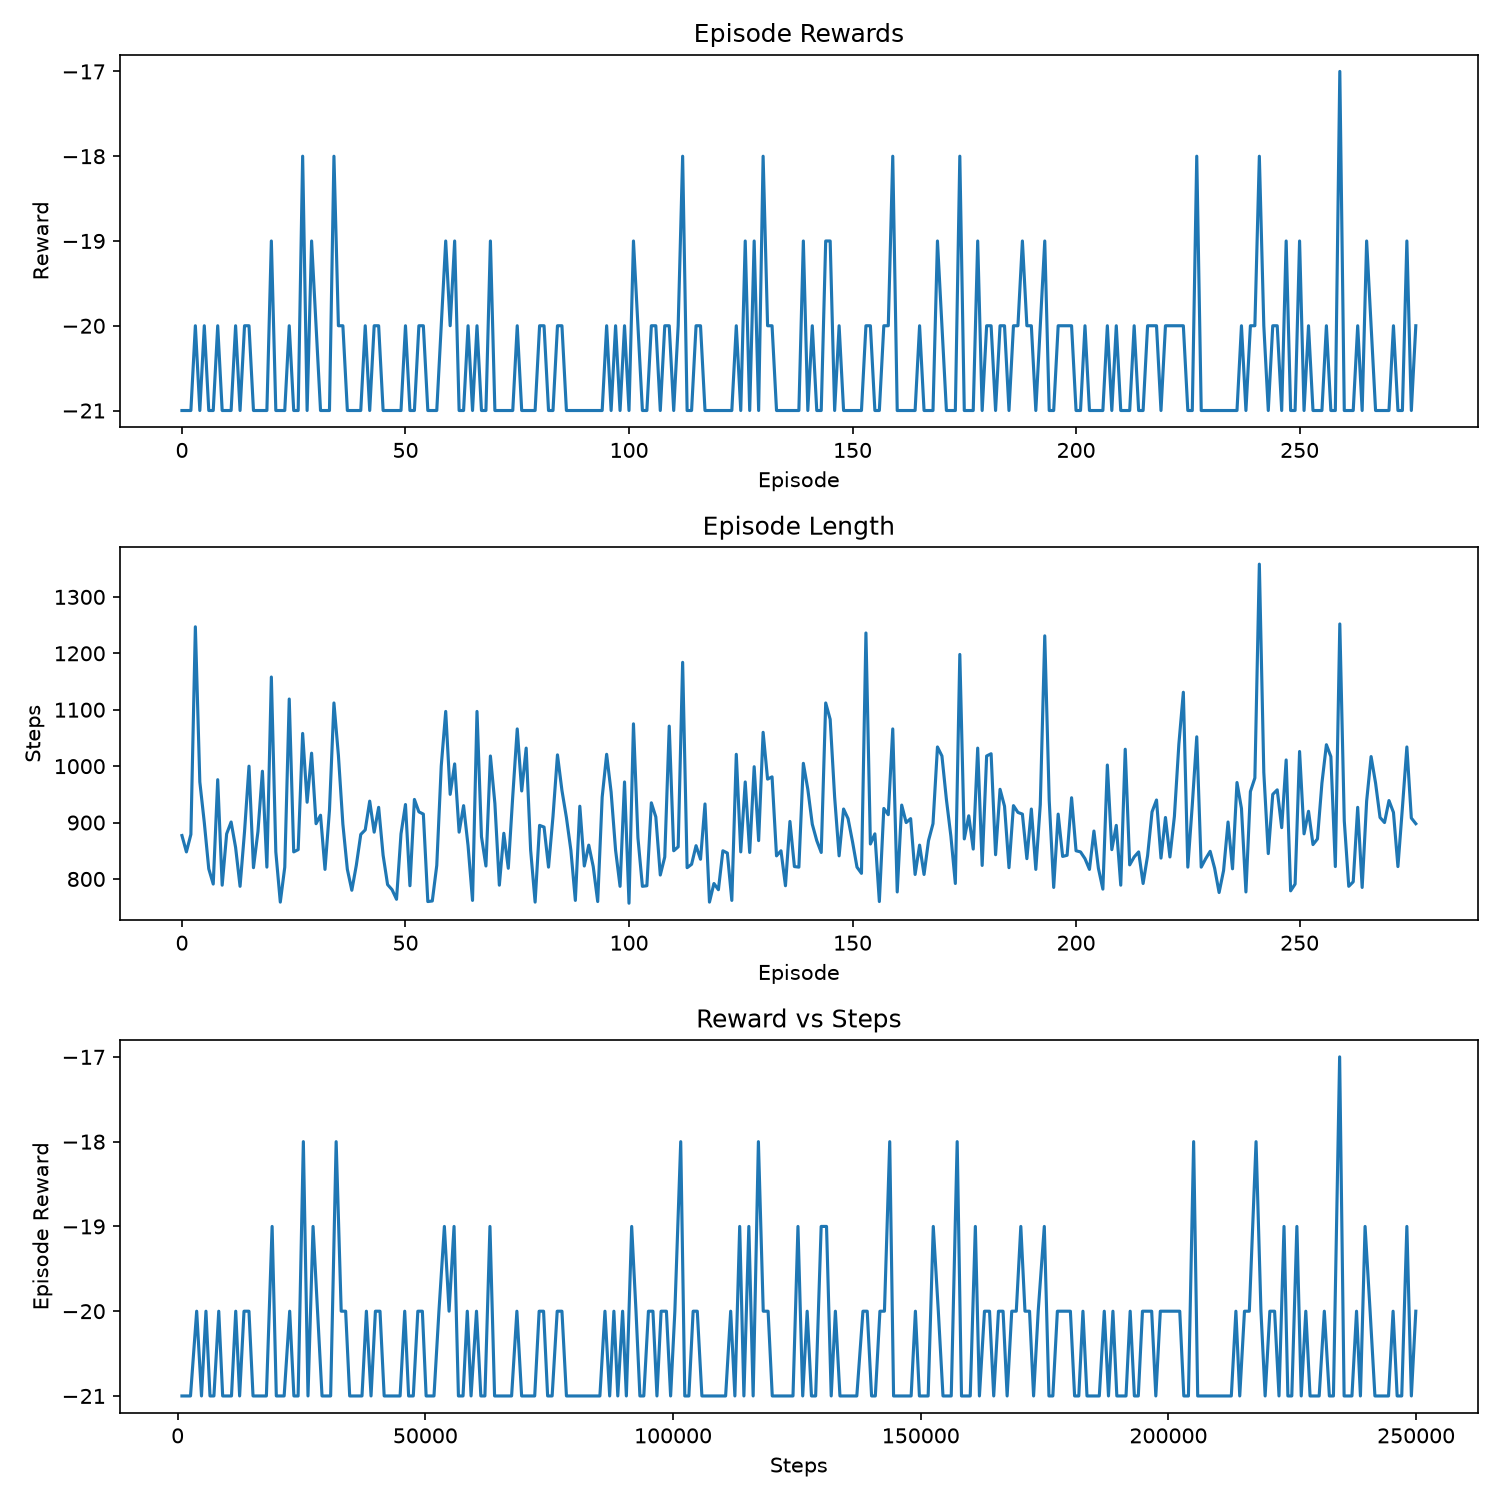 Episode Rewards
−17
−18
−19
−20
−21
Reward
0 50 100 150 200 250
Episode
Episode Length
1300
1200
1100
1000
900
800
Steps
0 50 100 150 200 250
Episode
Reward vs Steps
−17
−18
−19
−20
−21
Episode Reward
0 50000 100000 150000 200000 250000
Steps